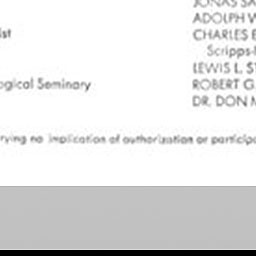 JONAS SA
ADOLPH W
ist
CHARLES E
Scripps-
LEWIS L. S
ogical Seminary
ROBERT G.
DR. DON M
rying no implication of authorization or particip